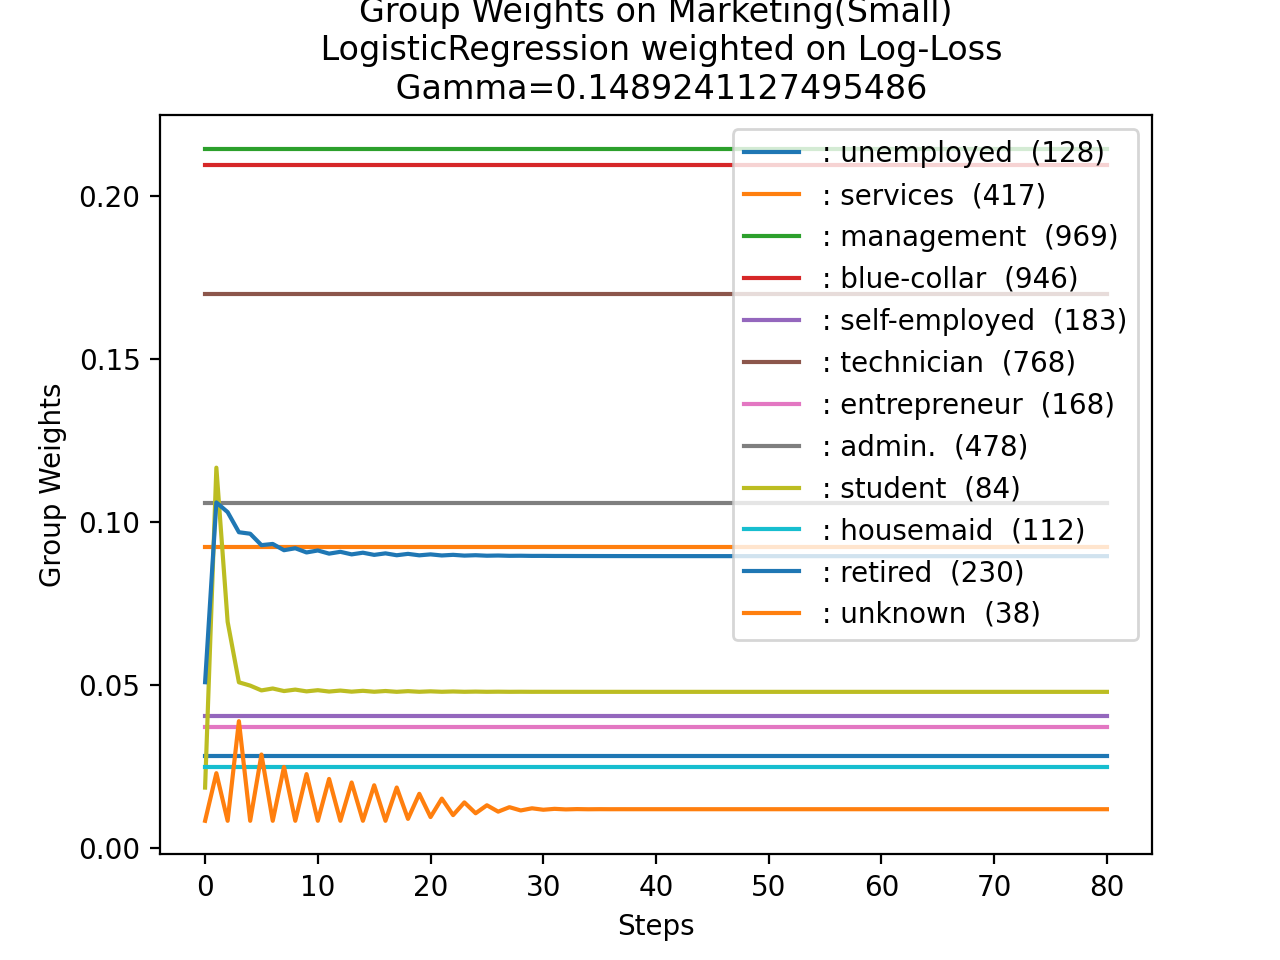 Group Weights on Marketing(Small)
LogisticRegression weighted on Log-Loss
Gamma=0.1489241127495486
Group Weights
0.20
0.15
0.10
0.05
0.00
: unemployed  (128)
: services  (417)
: management  (969)
: blue-collar  (946)
: self-employed  (183)
: technician  (768)
: entrepreneur  (168)
: admin.  (478)
: student  (84)
: housemaid  (112)
: retired  (230)
: unknown  (38)
0 10 20 30 40 50 60 70 80
Steps